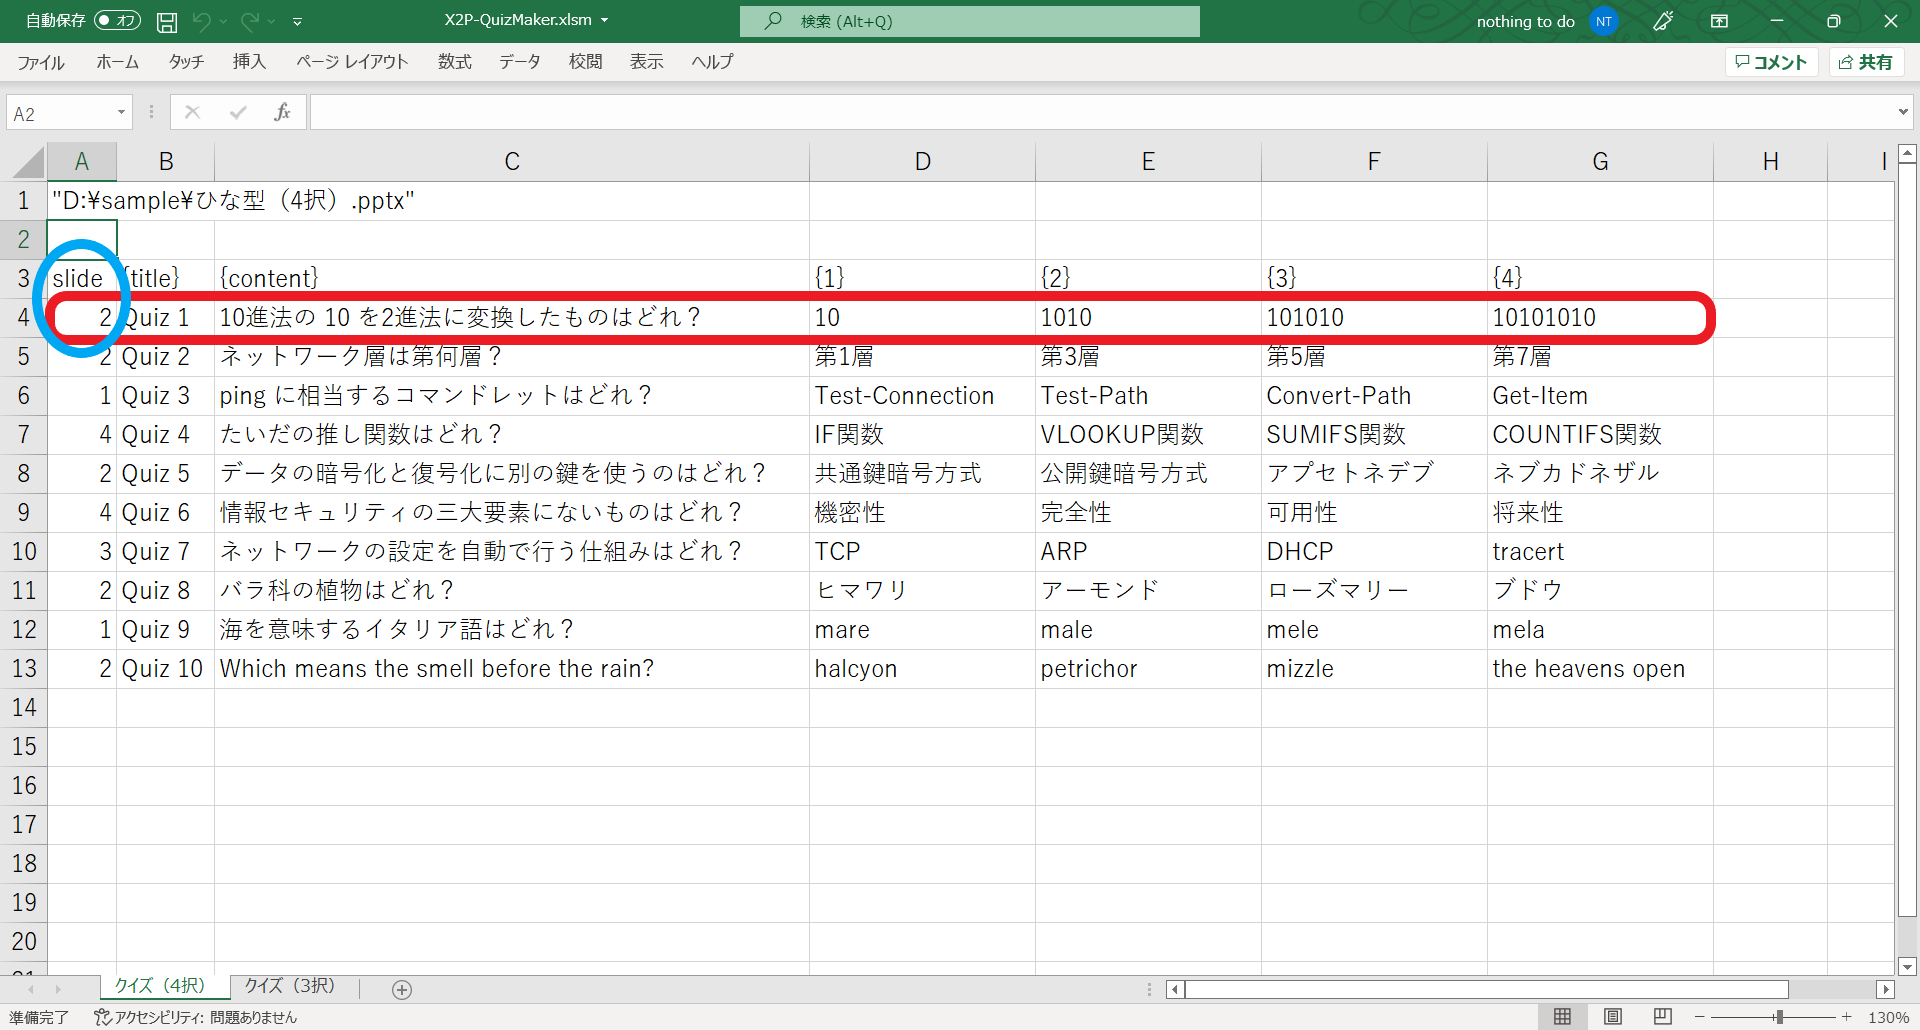 自動保存 オフ X2P-QuizMaker.xlsm 検索 (Alt+Q) nothing to do NT
ファイル ホーム タッチ 挿入 ページ レイアウト 数式 データ 校閲 表示 ヘルプ コメント 共有
A2 fx
A B C D E F G H I
1 "D:¥sample¥ひな型（4択）.pptx"
2
3 slide {title} {content} {1} {2} {3} {4}
4 2 Quiz 1 10進法の 10 を2進法に変換したものはどれ？ 10 1010 101010 10101010
5 2 Quiz 2 ネットワーク層は第何層？ 第1層 第3層 第5層 第7層
6 1 Quiz 3 ping に相当するコマンドレットはどれ？ Test-Connection Test-Path Convert-Path Get-Item
7 4 Quiz 4 たいだの推し関数はどれ？ IF関数 VLOOKUP関数 SUMIFS関数 COUNTIFS関数
8 2 Quiz 5 データの暗号化と復号化に別の鍵を使うのはどれ？ 共通鍵暗号方式 公開鍵暗号方式 アプセトネデブ ネブカドネザル
9 4 Quiz 6 情報セキュリティの三大要素にないものはどれ？ 機密性 完全性 可用性 将来性
10 3 Quiz 7 ネットワークの設定を自動で行う仕組みはどれ？ TCP ARP DHCP tracert
11 2 Quiz 8 バラ科の植物はどれ？ ヒマワリ アーモンド ローズマリー ブドウ
12 1 Quiz 9 海を意味するイタリア語はどれ？ mare male mele mela
13 2 Quiz 10 Which means the smell before the rain? halcyon petrichor mizzle the heavens open
14
15
16
17
18
19
20
21
クイズ（4択） クイズ（3択）
準備完了 アクセシビリティ: 問題ありません 130%